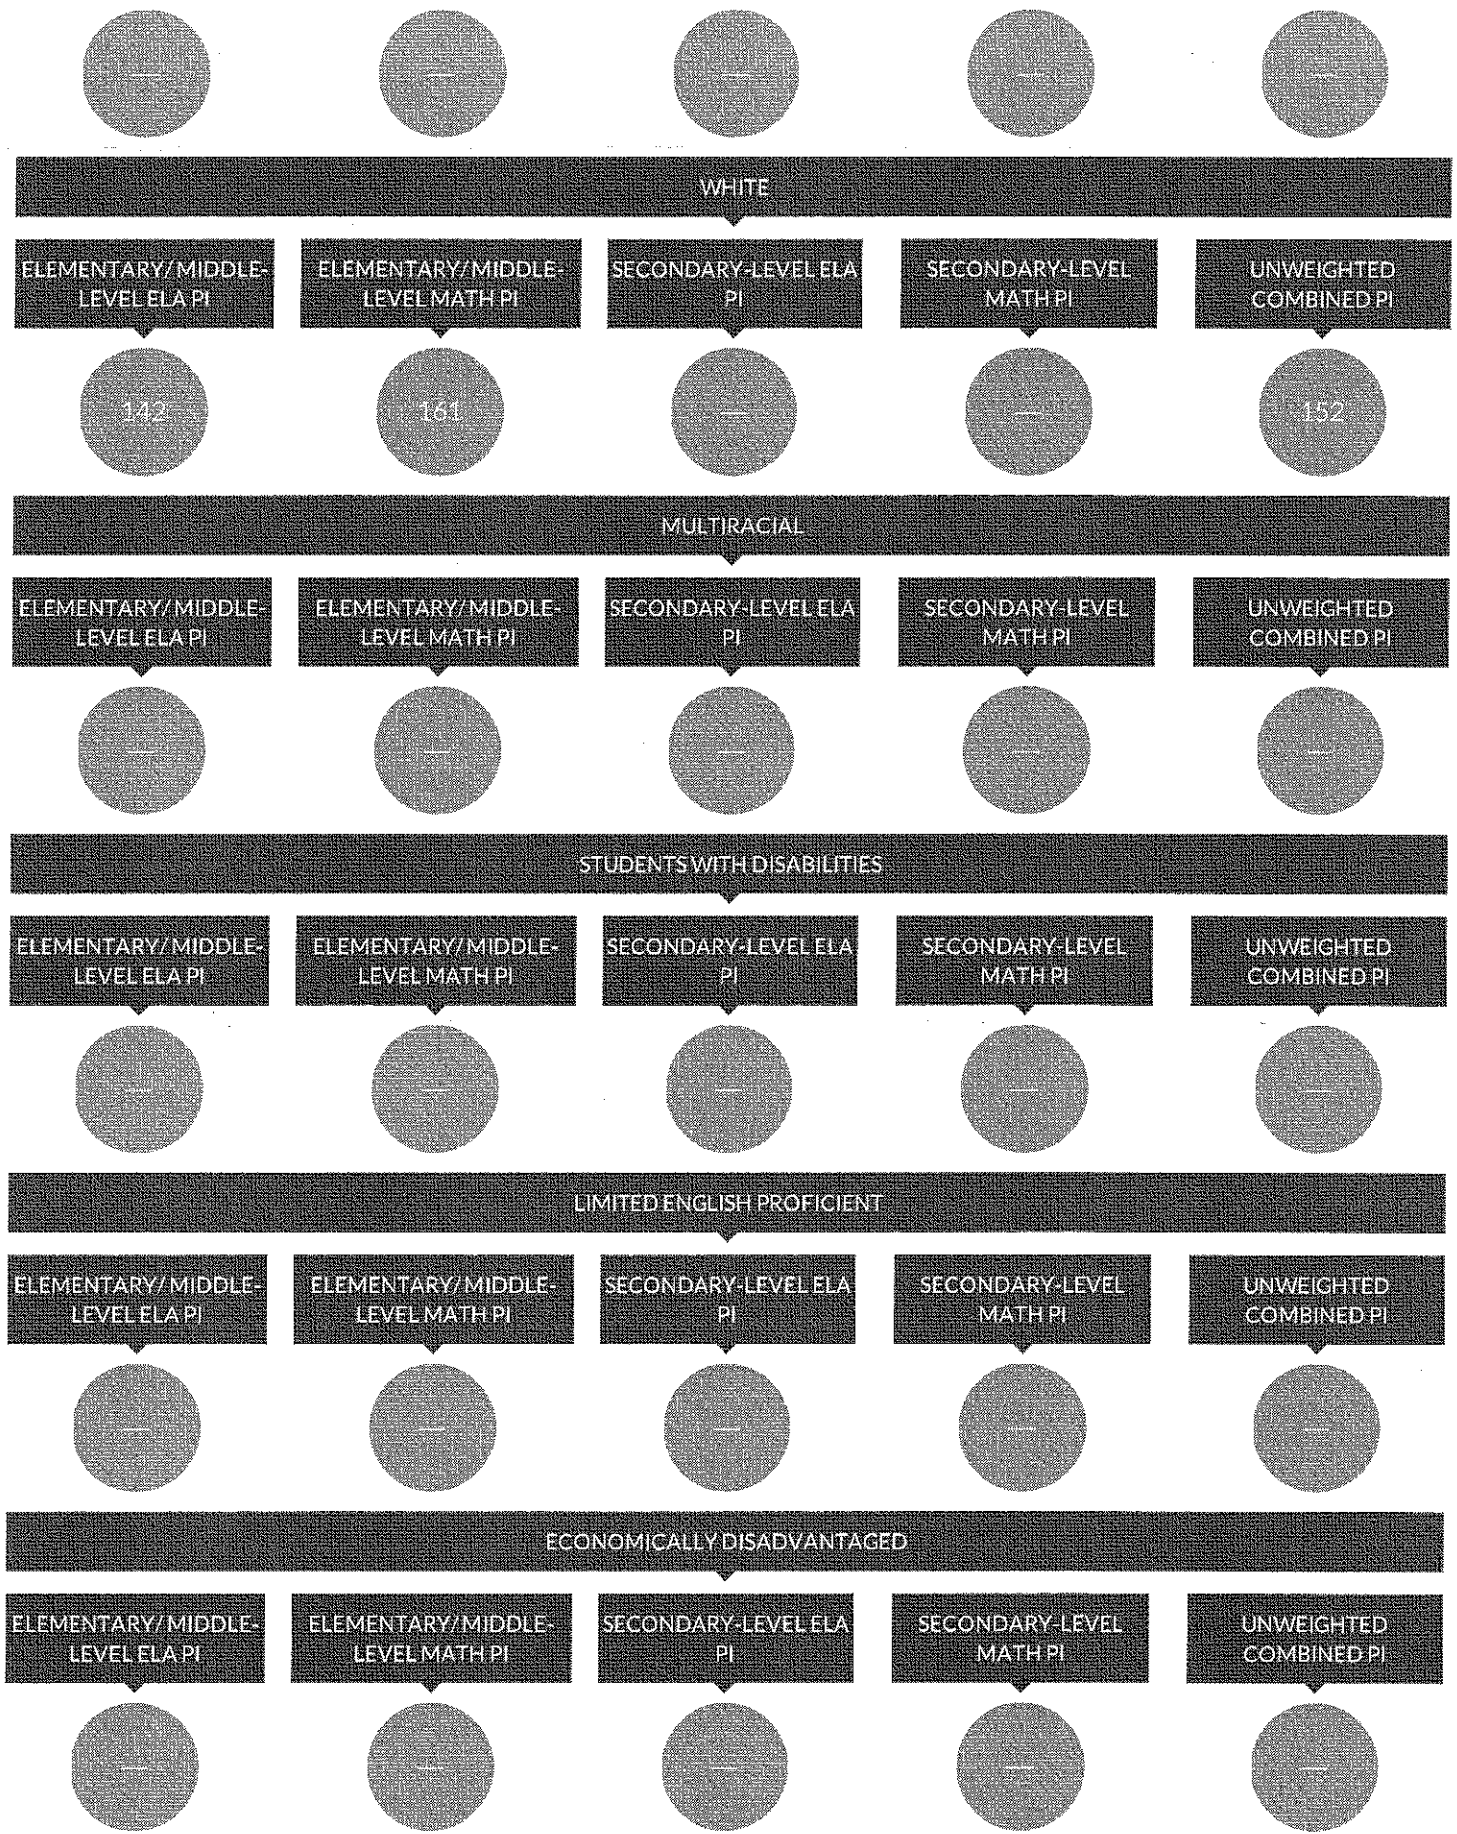 — — — — —
WHITE
ELEMENTARY/MIDDLE- ELEMENTARY/MIDDLE- SECONDARY-LEVEL ELA SECONDARY-LEVEL UNWEIGHTED
LEVEL ELA PI LEVEL MATH PI PI MATH PI COMBINED PI
142 161 — — 152
MULTIRACIAL
ELEMENTARY/MIDDLE- ELEMENTARY/MIDDLE- SECONDARY-LEVEL ELA SECONDARY-LEVEL UNWEIGHTED
LEVEL ELA PI LEVEL MATH PI PI MATH PI COMBINED PI
— — — — —
STUDENTS WITH DISABILITIES
ELEMENTARY/MIDDLE- ELEMENTARY/MIDDLE- SECONDARY-LEVEL ELA SECONDARY-LEVEL UNWEIGHTED
LEVEL ELA PI LEVEL MATH PI PI MATH PI COMBINED PI
— — — — —
LIMITED ENGLISH PROFICIENT
ELEMENTARY/MIDDLE- ELEMENTARY/MIDDLE- SECONDARY-LEVEL ELA SECONDARY-LEVEL UNWEIGHTED
LEVEL ELA PI LEVEL MATH PI PI MATH PI COMBINED PI
— — — — —
ECONOMICALLY DISADVANTAGED
ELEMENTARY/MIDDLE- ELEMENTARY/MIDDLE- SECONDARY-LEVEL ELA SECONDARY-LEVEL UNWEIGHTED
LEVEL ELA PI LEVEL MATH PI PI MATH PI COMBINED PI
— — — — —